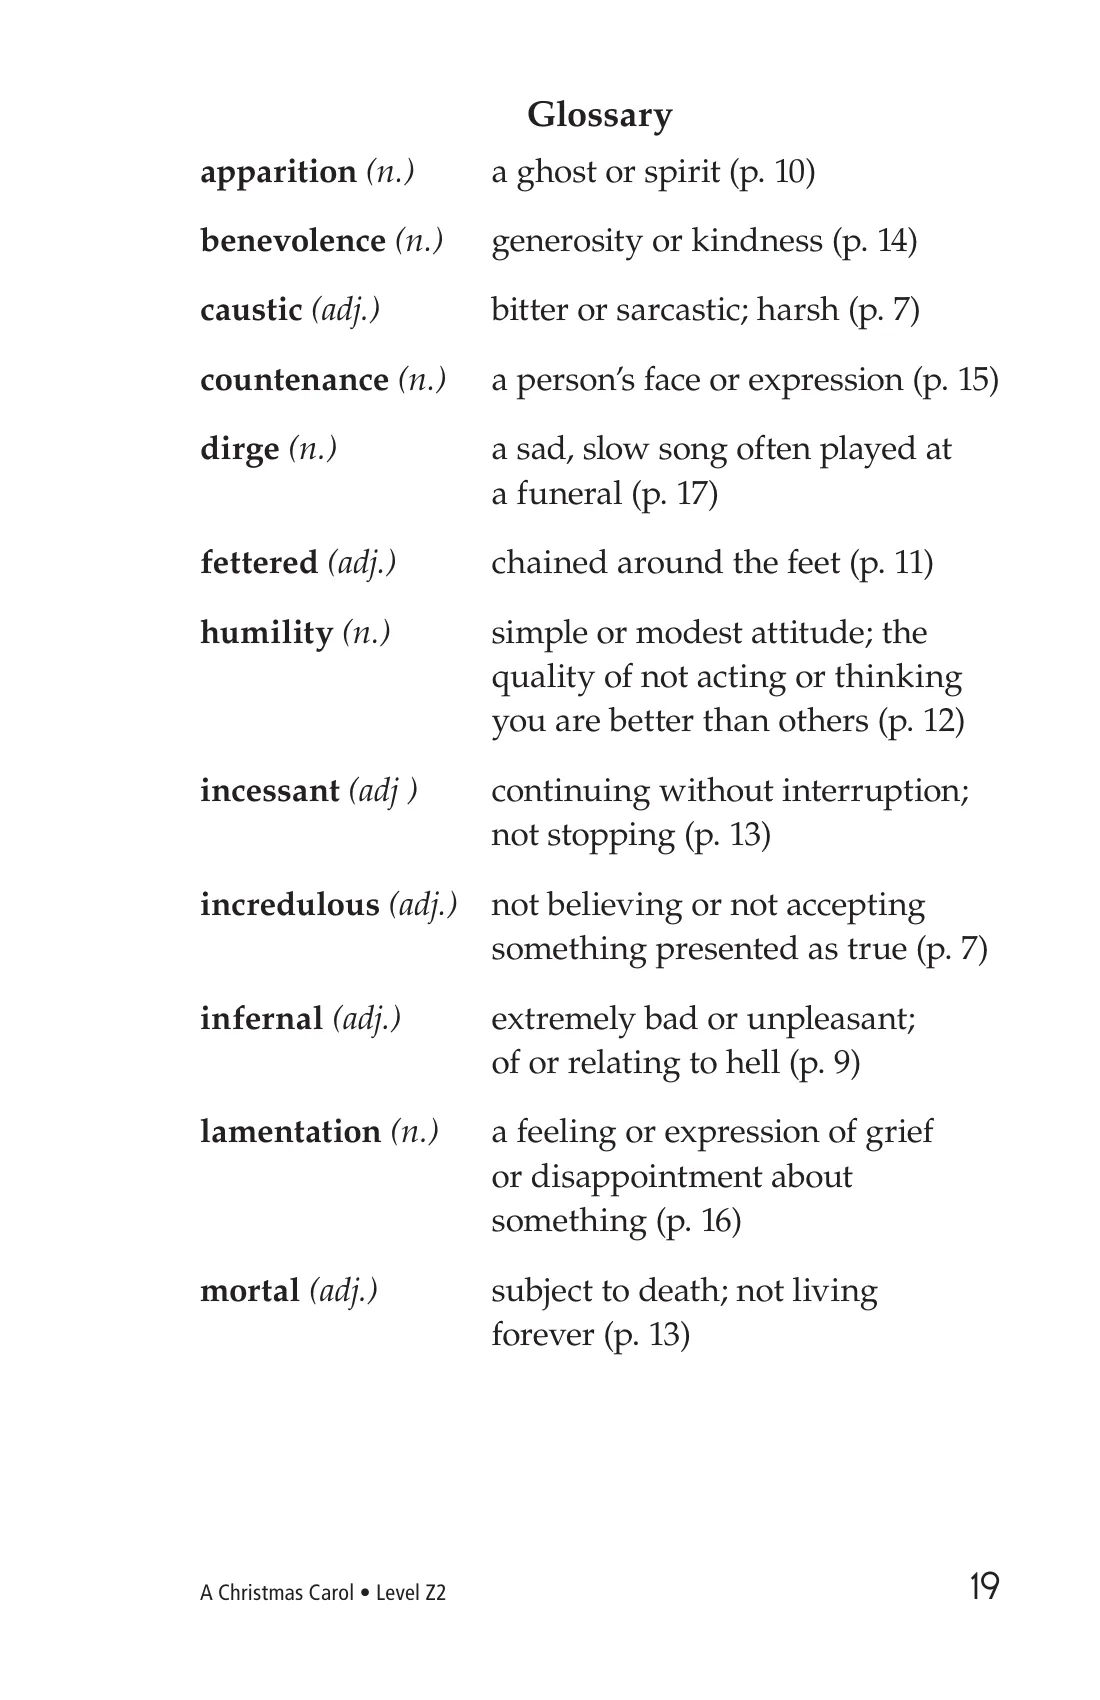 Glossary
apparition (n.) a ghost or spirit (p. 10)
benevolence (n.) generosity or kindness (p. 14)
caustic (adj.) bitter or sarcastic; harsh (p. 7)
countenance (n.) a person’s face or expression (p. 15)
dirge (n.) a sad, slow song often played at
a funeral (p. 17)
fettered (adj.) chained around the feet (p. 11)
humility (n.) simple or modest attitude; the
quality of not acting or thinking
you are better than others (p. 12)
incessant (adj ) continuing without interruption;
not stopping (p. 13)
incredulous (adj.) not believing or not accepting
something presented as true (p. 7)
infernal (adj.) extremely bad or unpleasant;
of or relating to hell (p. 9)
lamentation (n.) a feeling or expression of grief
or disappointment about
something (p. 16)
mortal (adj.) subject to death; not living
forever (p. 13)
A Christmas Carol • Level Z2 19